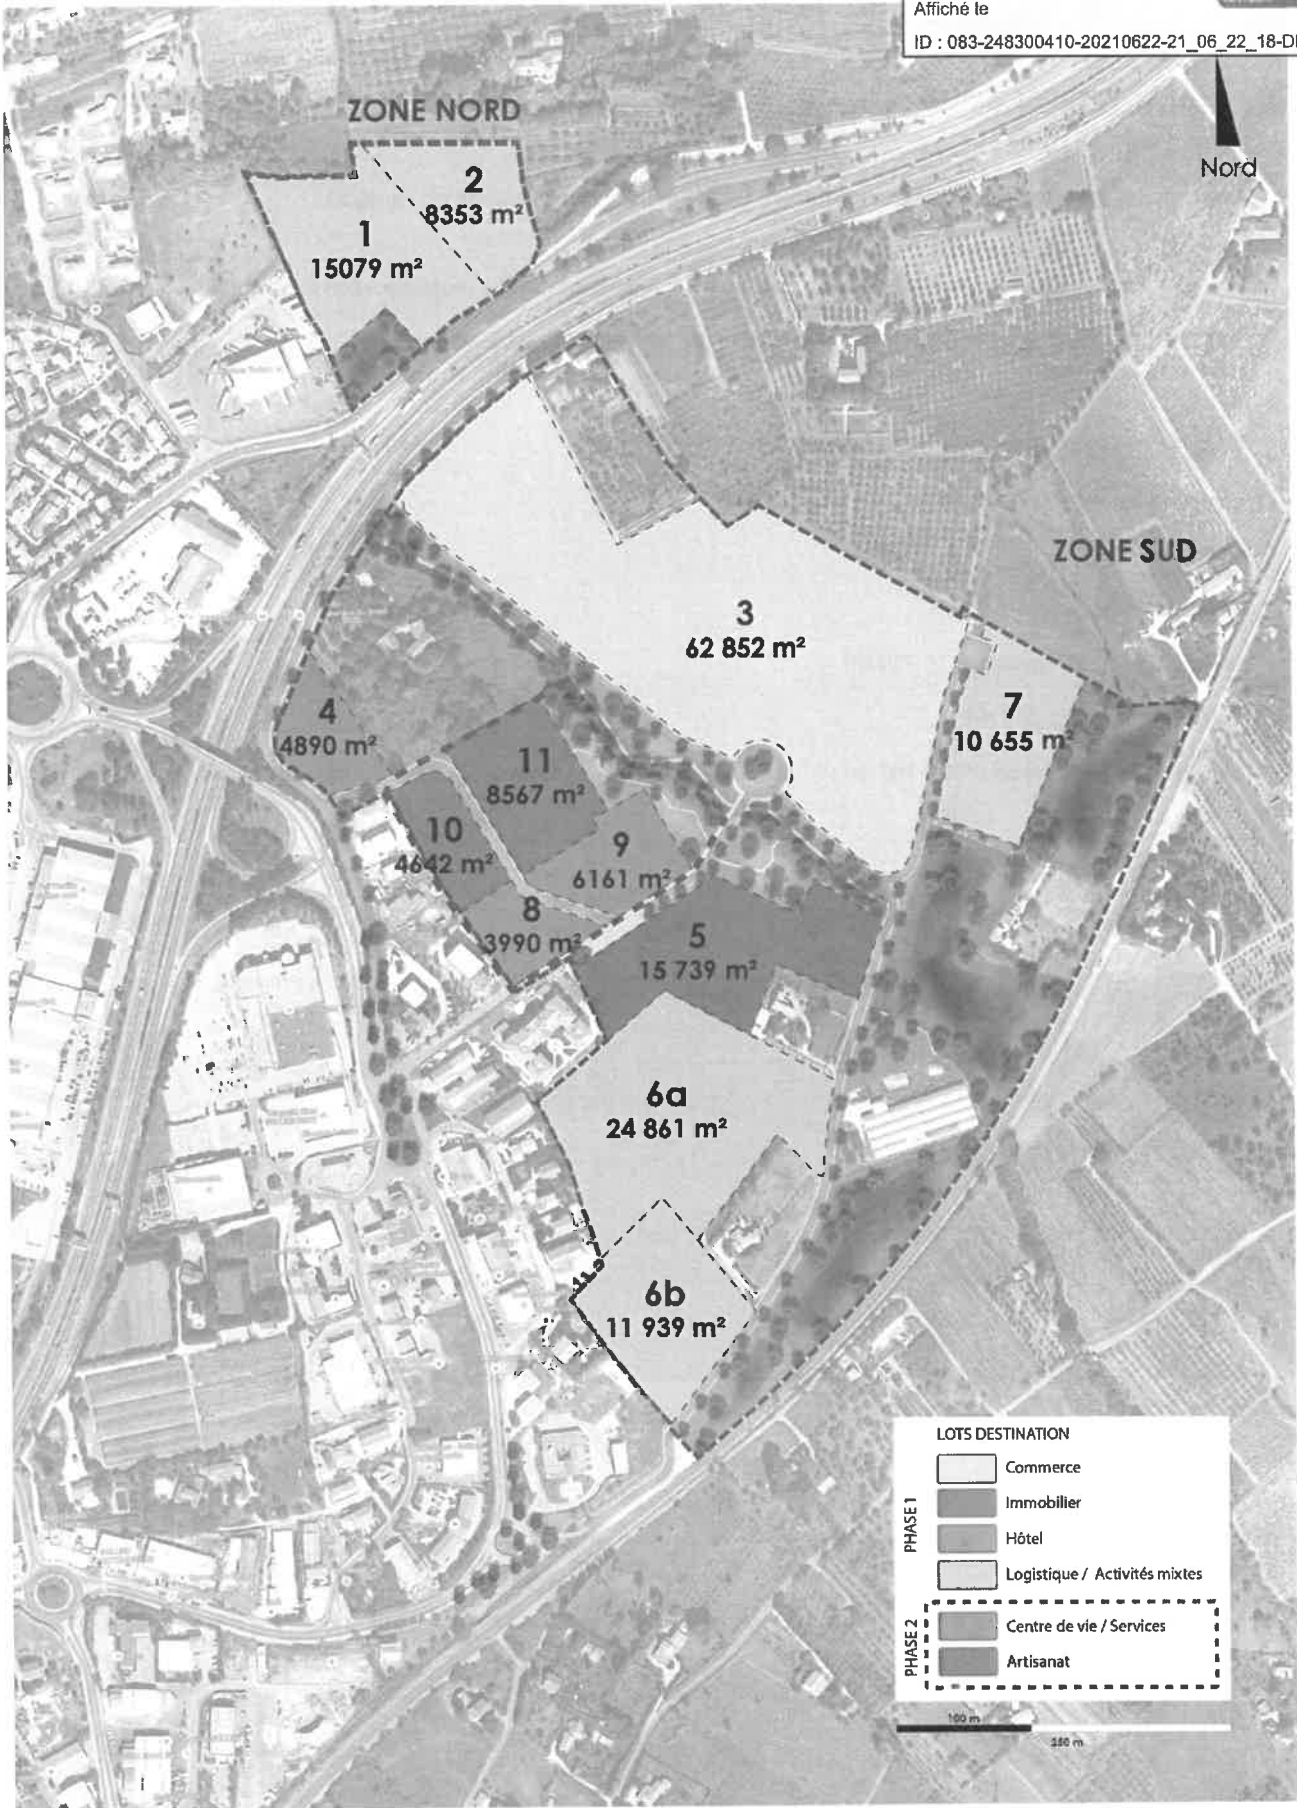 Affiché le
ID : 083-248300410-20210622-21_06_22_18-D
Nord
ZONE NORD
2
8353 m²
1
15079 m²
ZONE SUD
3
62 852 m²
7
10 655 m²
4
4890 m²
11
8567 m²
10
4642 m²
9
6161 m²
8
3990 m²
5
15 739 m²
6a
24 861 m²
6b
11 939 m²
LOTS DESTINATION
PHASE 1
Commerce
Immobilier
Hôtel
Logistique / Activités mixtes
PHASE 2
Centre de vie / Services
Artisanat
100 m
250 m